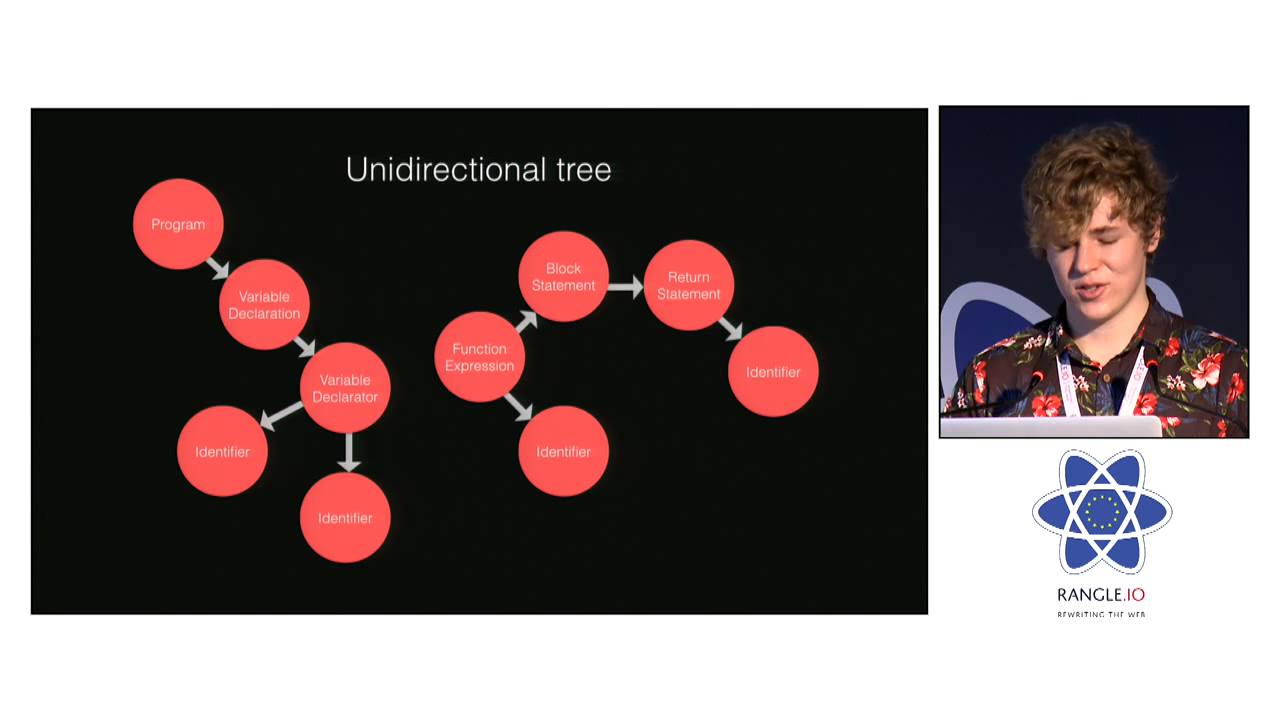 Unidirectional tree
Program
Variable
Declaration
Variable
Declarator
Identifier
Identifier
Block
Statement
Return
Statement
Function
Expression
Identifier
Identifier
RANGLE.IO
REWRITING THE WEB